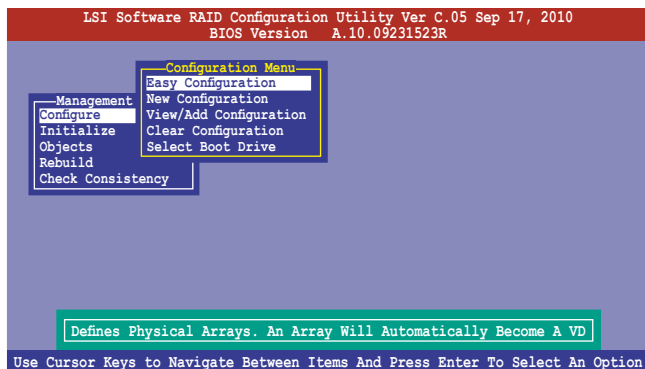 LSI Software RAID Configuration Utility Ver C.05 Sep 17, 2010
BIOS Version A.10.09231523R
Configuration Menu
Easy Configuration
New Configuration
View/Add Configuration
Clear Configuration
Select Boot Drive
Management
Configure
Initialize
Objects
Rebuild
Check Consistency
Defines Physical Arrays. An Array Will Automatically Become A VD
Use Cursor Keys to Navigate Between Items And Press Enter To Select An Option